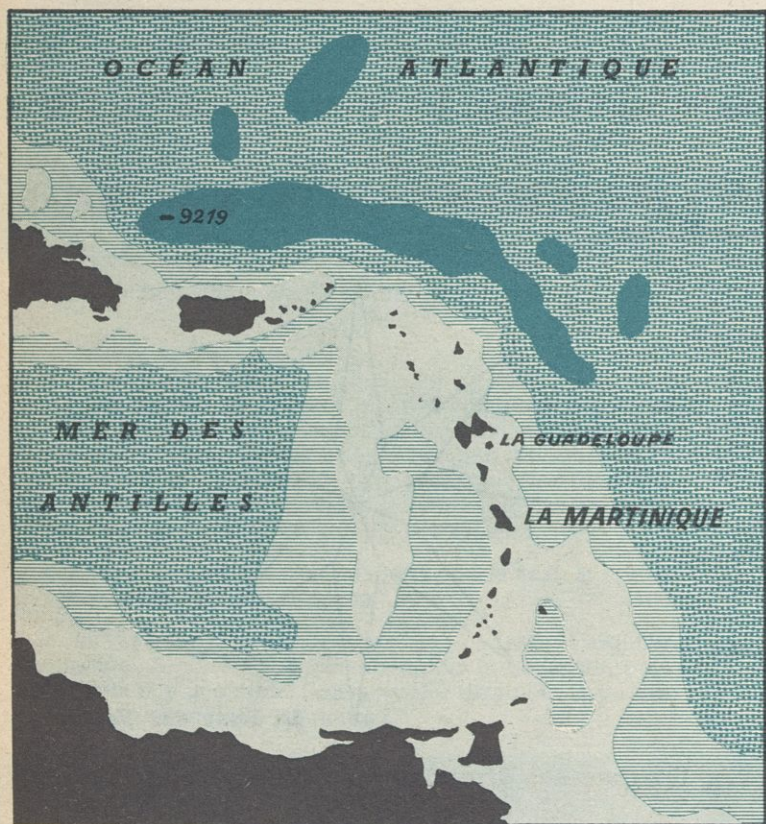 OCÉAN ATLANTIQUE
- 9219
MER DES
ANTILLES
LA GUADELOUPE
LA MARTINIQUE